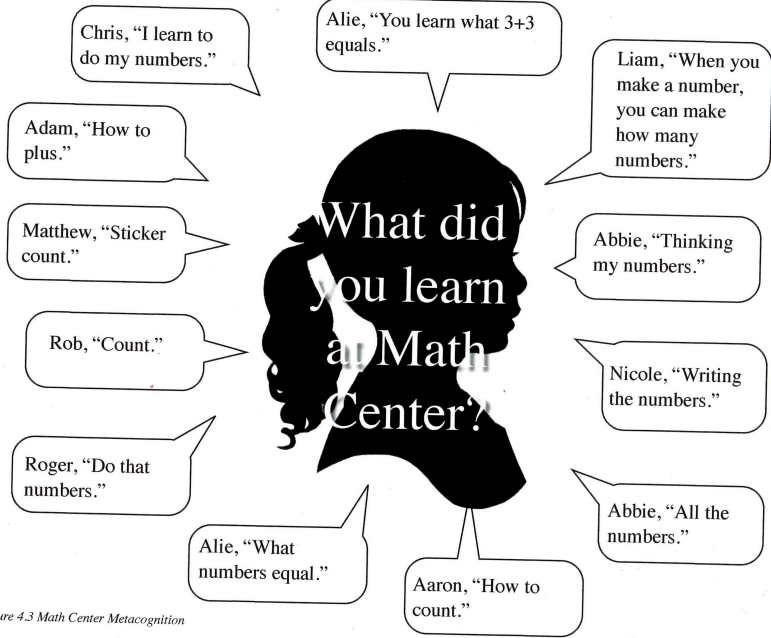 Chris, “I learn to
do my numbers.”
Alie, “You learn what 3+3
equals.”
Liam, “When you
make a number,
you can make
how many
numbers.”
Adam, “How to
plus.”
Matthew, “Sticker
count.”
Abbie, “Thinking
my numbers.”
What did
you learn
at Math
Center?
Rob, “Count.”
Nicole, “Writing
the numbers.”
Roger, “Do that
numbers.”
Abbie, “All the
numbers.”
Alie, “What
numbers equal.”
Aaron, “How to
count.”
ure 4.3 Math Center Metacognition